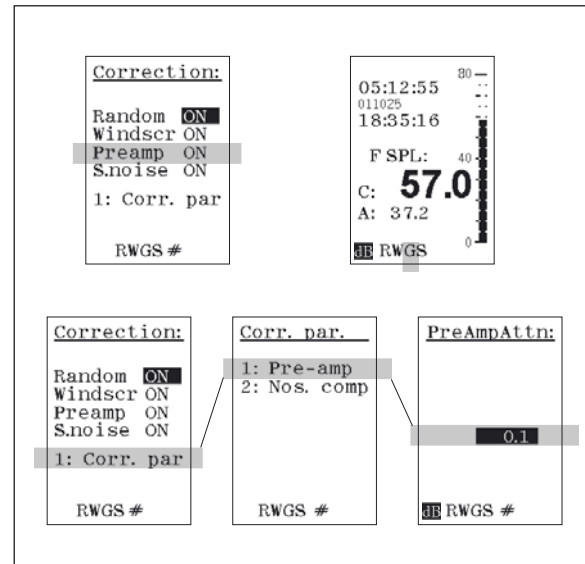 Correction:
Random ON
Windscr ON
Preamp ON
S.noise ON
1: Corr. par
RWGS #
80
05:12:55
011025
18:35:16
F SPL:
40
C: 57.0
A: 37.2
0
dB RWGS
Correction:
Random ON
Windscr ON
Preamp ON
S.noise ON
1: Corr. par
RWGS #
Corr. par.
1: Pre-amp
2: Nos. comp
RWGS #
PreAmpAttn:
0.1
dB RWGS #